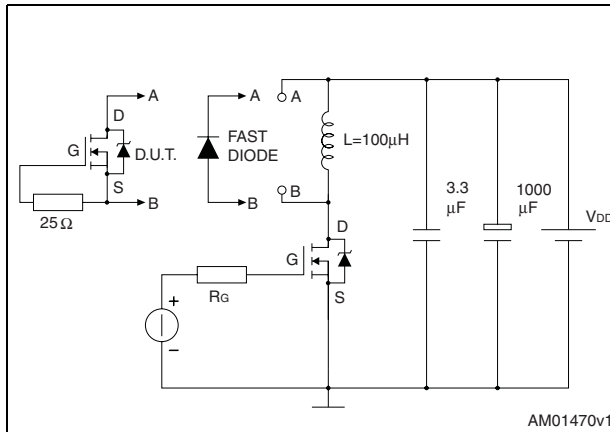 A
A
A
D
G
D.U.T.
FAST
DIODE
L=100μH
S
B
B
B
25Ω
3.3
μF
1000
μF
VDD
D
G
S
RG
+
–
AM01470v1